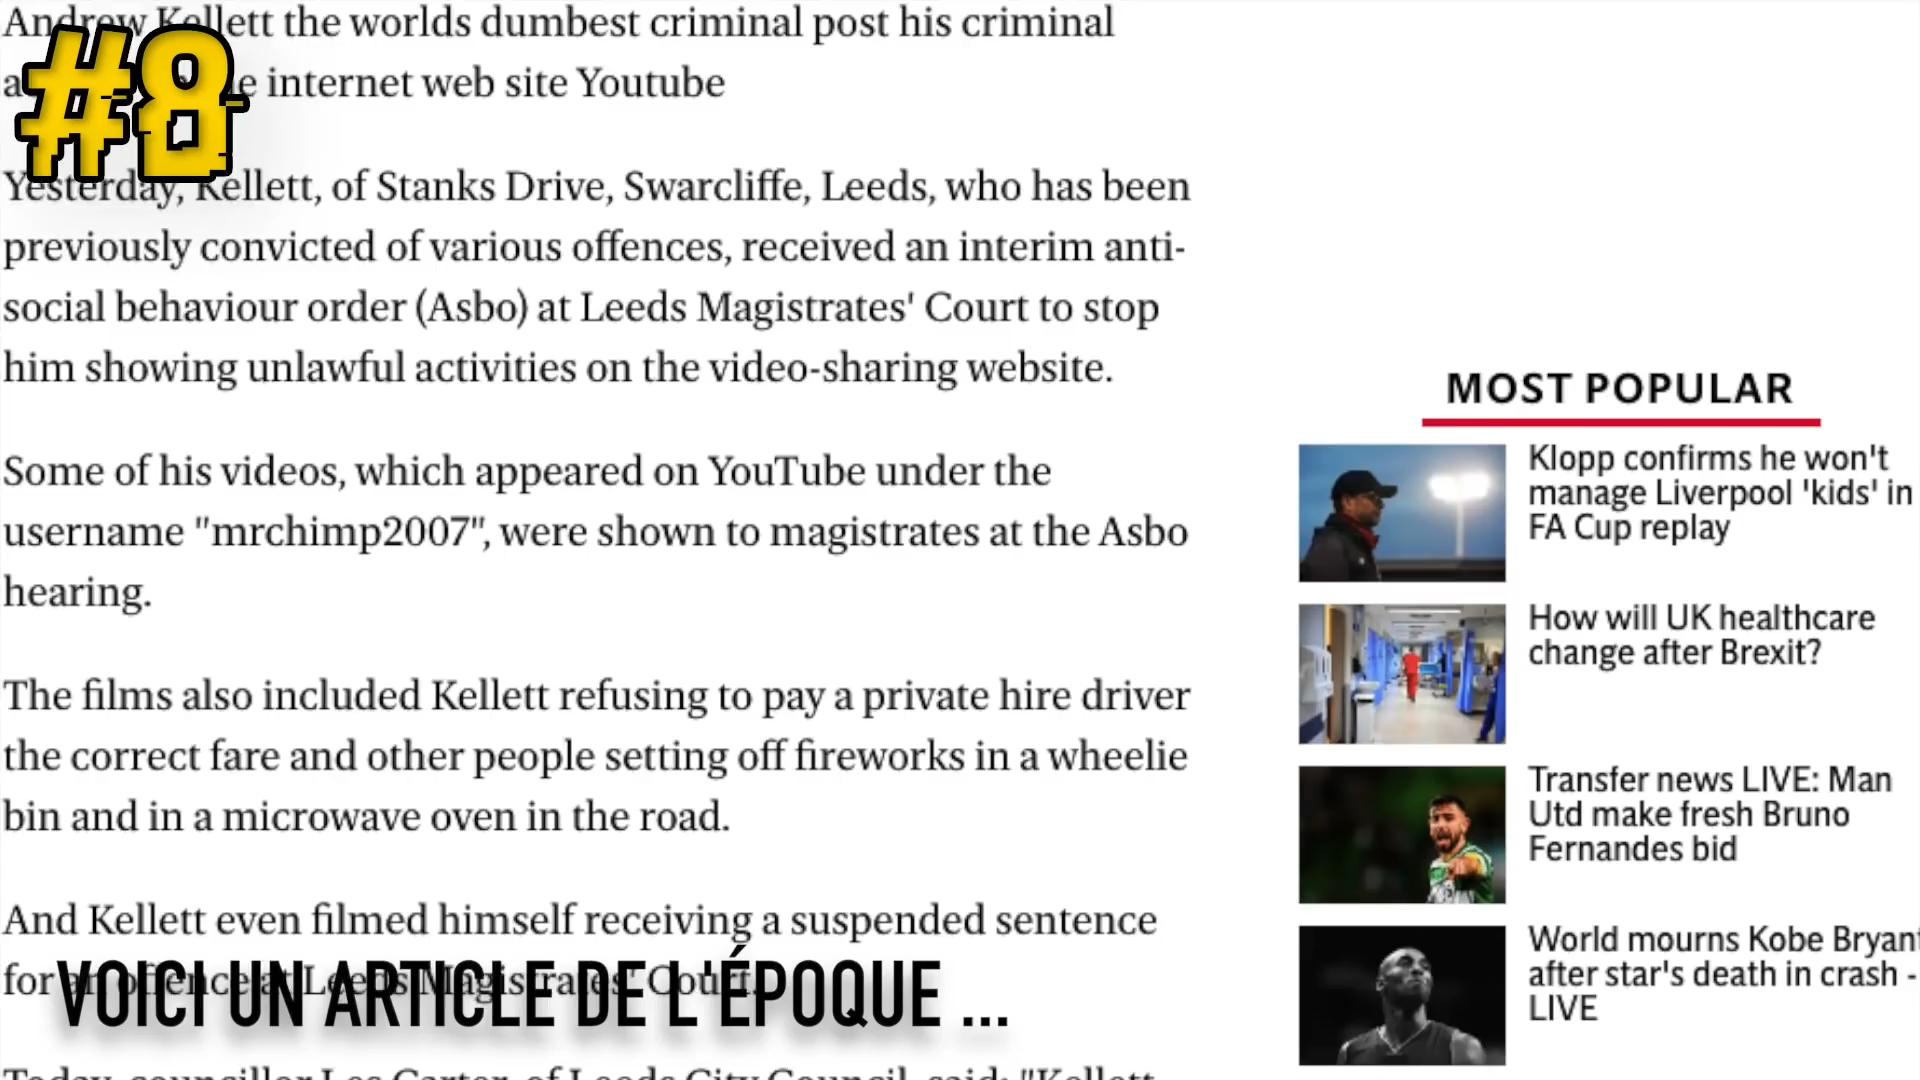 #8
Andrew Kellett the worlds dumbest criminal post his criminal
internet web site Youtube
Yesterday, Kellett, of Stanks Drive, Swarcliffe, Leeds, who has been
previously convicted of various offences, received an interim anti-
social behaviour order (Asbo) at Leeds Magistrates' Court to stop
him showing unlawful activities on the video-sharing website.
Some of his videos, which appeared on YouTube under the
username "mrchimp2007", were shown to magistrates at the Asbo
hearing.
The films also included Kellett refusing to pay a private hire driver
the correct fare and other people setting off fireworks in a wheelie
bin and in a microwave oven in the road.
And Kellett even filmed himself receiving a suspended sentence
for an offence at Leeds Magistrates' Court.
VOICI UN ARTICLE DE L'ÉPOQUE ...
Today, councillor Les Carter, of Leeds City Council, said: "Kellett
MOST POPULAR
Klopp confirms he won't
manage Liverpool 'kids' in
FA Cup replay
How will UK healthcare
change after Brexit?
Transfer news LIVE: Man
Utd make fresh Bruno
Fernandes bid
World mourns Kobe Bryant
after star's death in crash -
LIVE